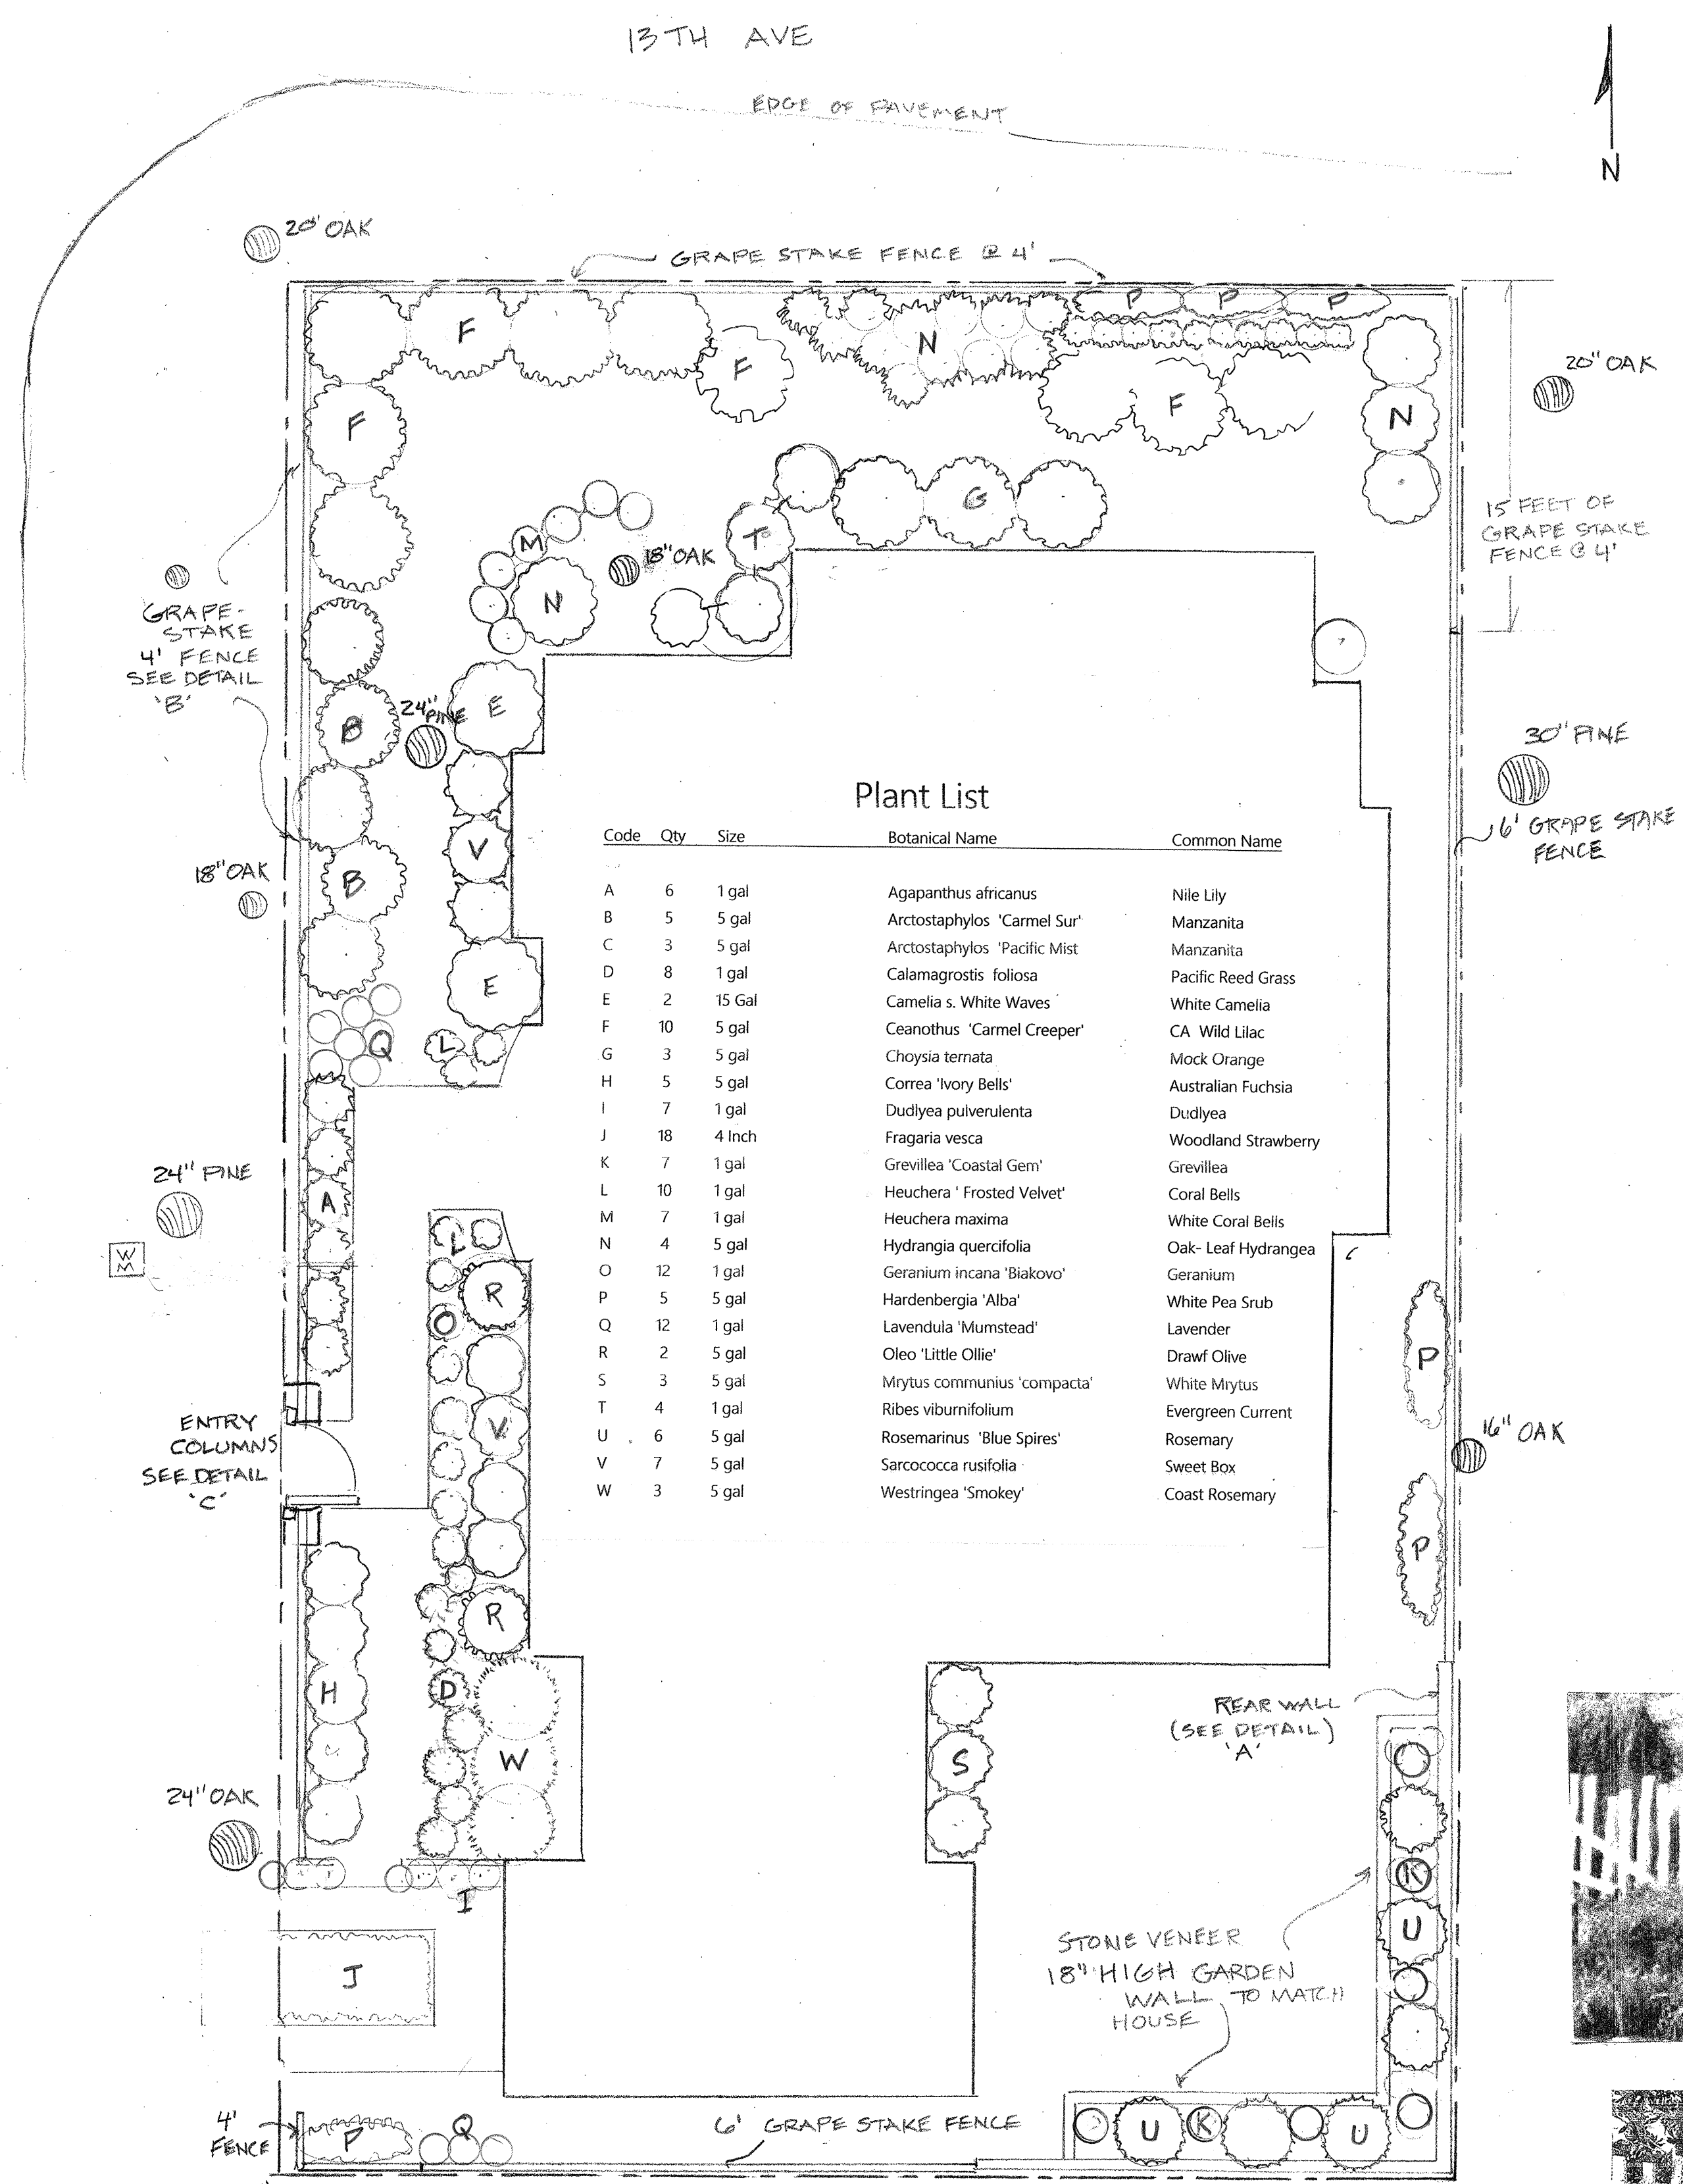 13TH AVE
EDGE OF PAVEMENT
N
20" OAK
GRAPE STAKE FENCE @ 4'
P P P
F
N
F
20" OAK
F
F
N
G
15 FEET OF
GRAPE STAKE
FENCE @ 4'
M
T
18" OAK
N
GRAPE-
STAKE
4' FENCE
SEE DETAIL
'B'
24"
PINE
E
B
30" PINE
6' GRAPE STAKE
FENCE
V
18" OAK
B
E
Q
L
Plant List
Code Qty Size Botanical Name Common Name
A 6 1 gal Agapanthus africanus Nile Lily
B 5 5 gal Arctostaphylos 'Carmel Sur' Manzanita
C 3 5 gal Arctostaphylos 'Pacific Mist Manzanita
D 8 1 gal Calamagrostis foliosa Pacific Reed Grass
E 2 15 Gal Camelia s. White Waves White Camelia
F 10 5 gal Ceanothus 'Carmel Creeper' CA Wild Lilac
G 3 5 gal Choysia ternata Mock Orange
H 5 5 gal Correa 'Ivory Bells' Australian Fuchsia
I 7 1 gal Dudlyea pulverulenta Dudlyea
J 18 4 Inch Fragaria vesca Woodland Strawberry
K 7 1 gal Grevillea 'Coastal Gem' Grevillea
L 10 1 gal Heuchera ' Frosted Velvet' Coral Bells
M 7 1 gal Heuchera maxima White Coral Bells
N 4 5 gal Hydrangia quercifolia Oak- Leaf Hydrangea
O 12 1 gal Geranium incana 'Biakovo' Geranium
P 5 5 gal Hardenbergia 'Alba' White Pea Srub
Q 12 1 gal Lavendula 'Mumstead' Lavender
R 2 5 gal Oleo 'Little Ollie' Drawf Olive
S 3 5 gal Mrytus communius 'compacta' White Mrytus
T 4 1 gal Ribes viburnifolium Evergreen Current
U 6 5 gal Rosemarinus 'Blue Spires' Rosemary
V 7 5 gal Sarcococca rusifolia Sweet Box
W 3 5 gal Westringea 'Smokey' Coast Rosemary
24" PINE
A
W
M
L
R
O
V
P
ENTRY
COLUMNS
SEE DETAIL
'C'
16" OAK
P
R
H
D
W
S
REAR WALL
(SEE DETAIL)
'A'
24" OAK
I
K
U
J
STONE VENEER
18" HIGH GARDEN
WALL TO MATCH
HOUSE
4'
FENCE
P
Q
6' GRAPE STAKE FENCE
U K U